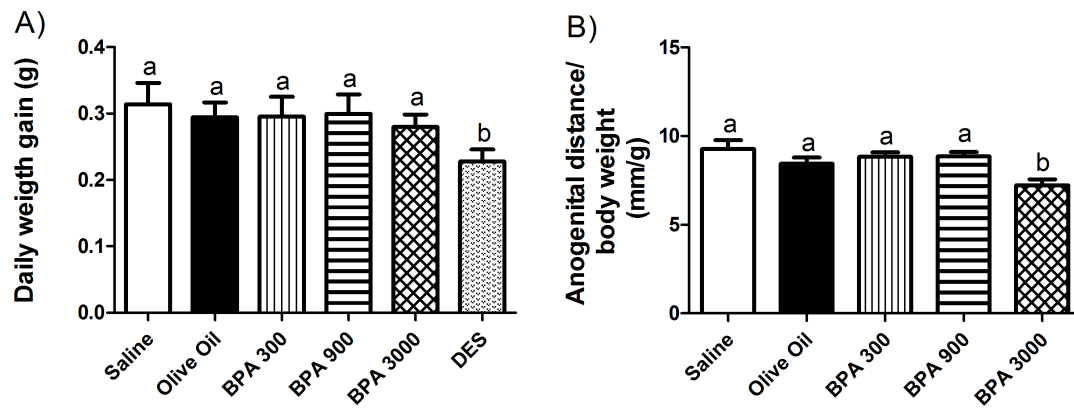 A)
Daily weigth gain (g)
0.4
0.3
0.2
0.1
0.0
a
a
a
a
a
b
Saline
Olive Oil
BPA 300
BPA 900
BPA 3000
DES
B)
Anogenital distance/
body weight
(mm/g)
15
10
5
0
a
a
a
a
b
Saline
Olive Oil
BPA 300
BPA 900
BPA 3000